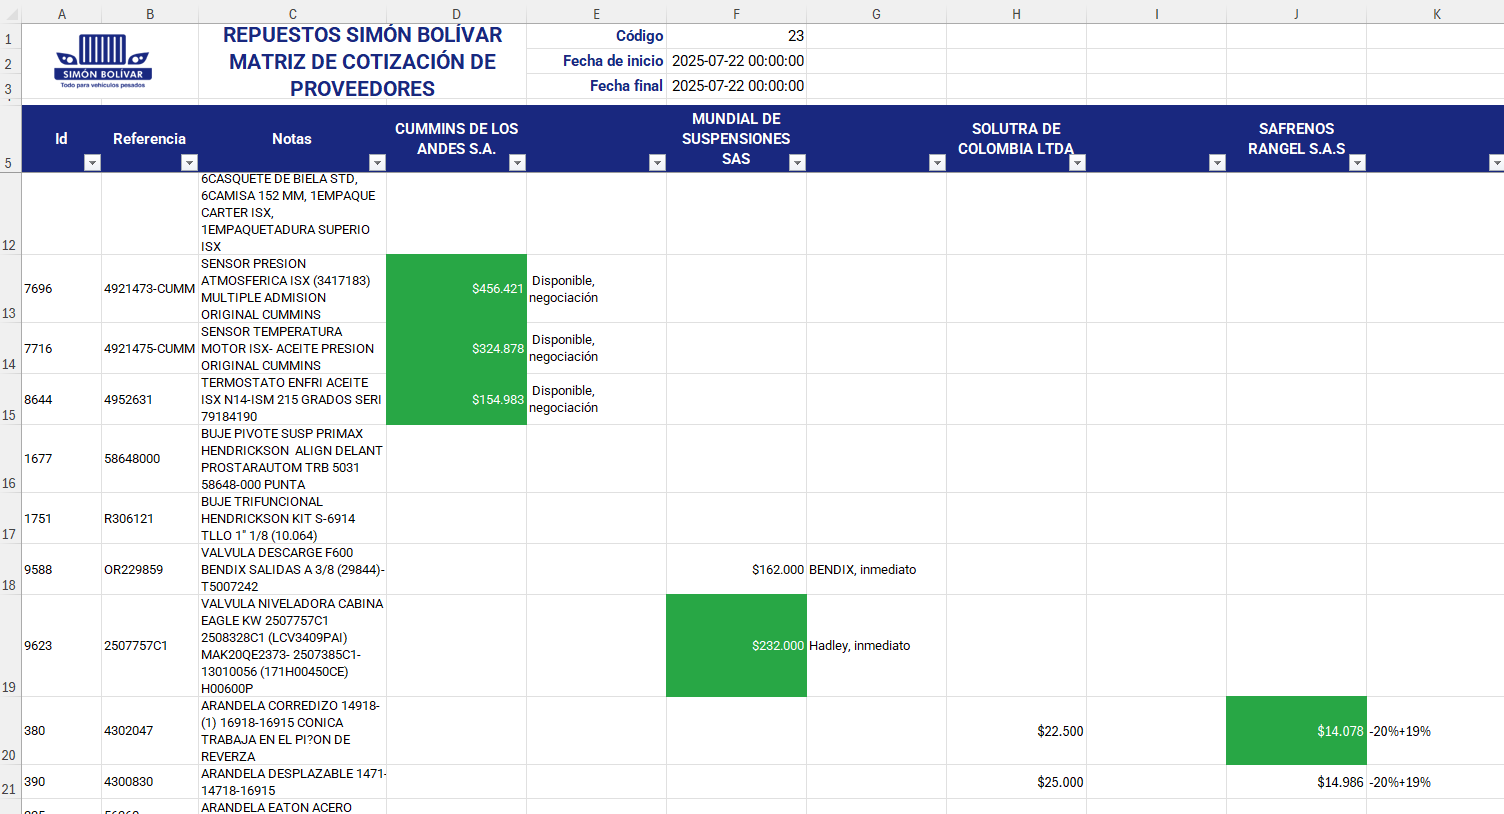 A B C D E F G H I J K
1 REPUESTOS SIMÓN BOLÍVAR Código 23
2 MATRIZ DE COTIZACIÓN DE Fecha de inicio 2025-07-22 00:00:00
3 PROVEEDORES Fecha final 2025-07-22 00:00:00
SIMÓN BOLÍVAR
Todo para vehículos pesados
5 Id Referencia Notas
CUMMINS DE LOS
ANDES S.A.
MUNDIAL DE
SUSPENSIONES
SAS
SOLUTRA DE
COLOMBIA LTDA
SAFRENOS
RANGEL S.A.S
12
6CASQUETE DE BIELA STD,
6CAMISA 152 MM, 1EMPAQUE
CARTER ISX,
1EMPAQUETADURA SUPERIO
ISX
13 7696 4921473-CUMM
SENSOR PRESION
ATMOSFERICA ISX (3417183)
MULTIPLE ADMISION
ORIGINAL CUMMINS
$456.421
Disponible,
negociación
14 7716 4921475-CUMM
SENSOR TEMPERATURA
MOTOR ISX- ACEITE PRESION
ORIGINAL CUMMINS
$324.878
Disponible,
negociación
15 8644 4952631
TERMOSTATO ENFRI ACEITE
ISX N14-ISM 215 GRADOS SERI
79184190
$154.983
Disponible,
negociación
16 1677 58648000
BUJE PIVOTE SUSP PRIMAX
HENDRICKSON  ALIGN DELANT
PROSTARAUTOM TRB 5031
58648-000 PUNTA
17 1751 R306121
BUJE TRIFUNCIONAL
HENDRICKSON KIT S-6914
TLLO 1" 1/8 (10.064)
18 9588 OR229859
VALVULA DESCARGE F600
BENDIX SALIDAS A 3/8 (29844)-
T5007242
$162.000 BENDIX, inmediato
19 9623 2507757C1
VALVULA NIVELADORA CABINA
EAGLE KW 2507757C1
2508328C1 (LCV3409PAI)
MAK20QE2373- 2507385C1-
13010056 (171H00450CE)
H00600P
$232.000 Hadley, inmediato
20 380 4302047
ARANDELA CORREDIZO 14918-
(1) 16918-16915 CONICA
TRABAJA EN EL PI?ON DE
REVERZA
$22.500 $14.078 -20%+19%
21 390 4300830
ARANDELA DESPLAZABLE 1471-
14718-16915
$25.000 $14.986 -20%+19%
ARANDELA EATON ACERO